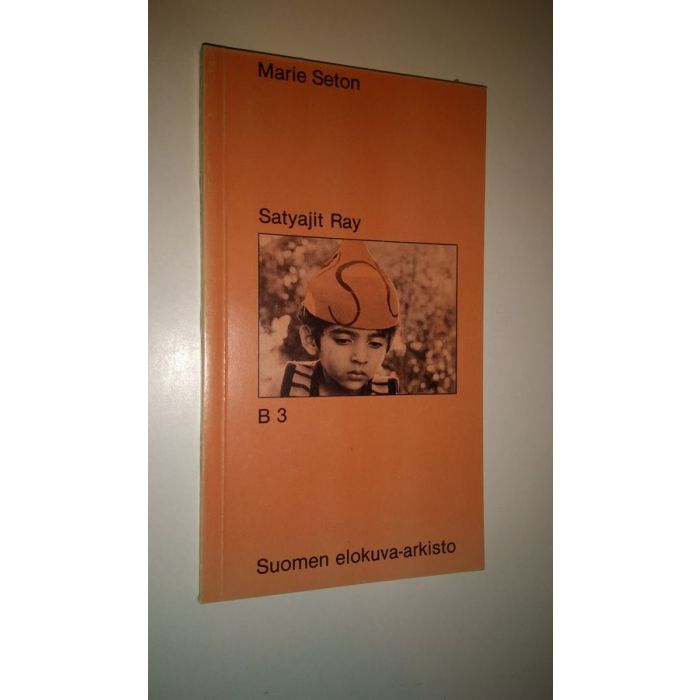 Marie Seton
Satyajit Ray
B 3
Suomen elokuva-arkisto